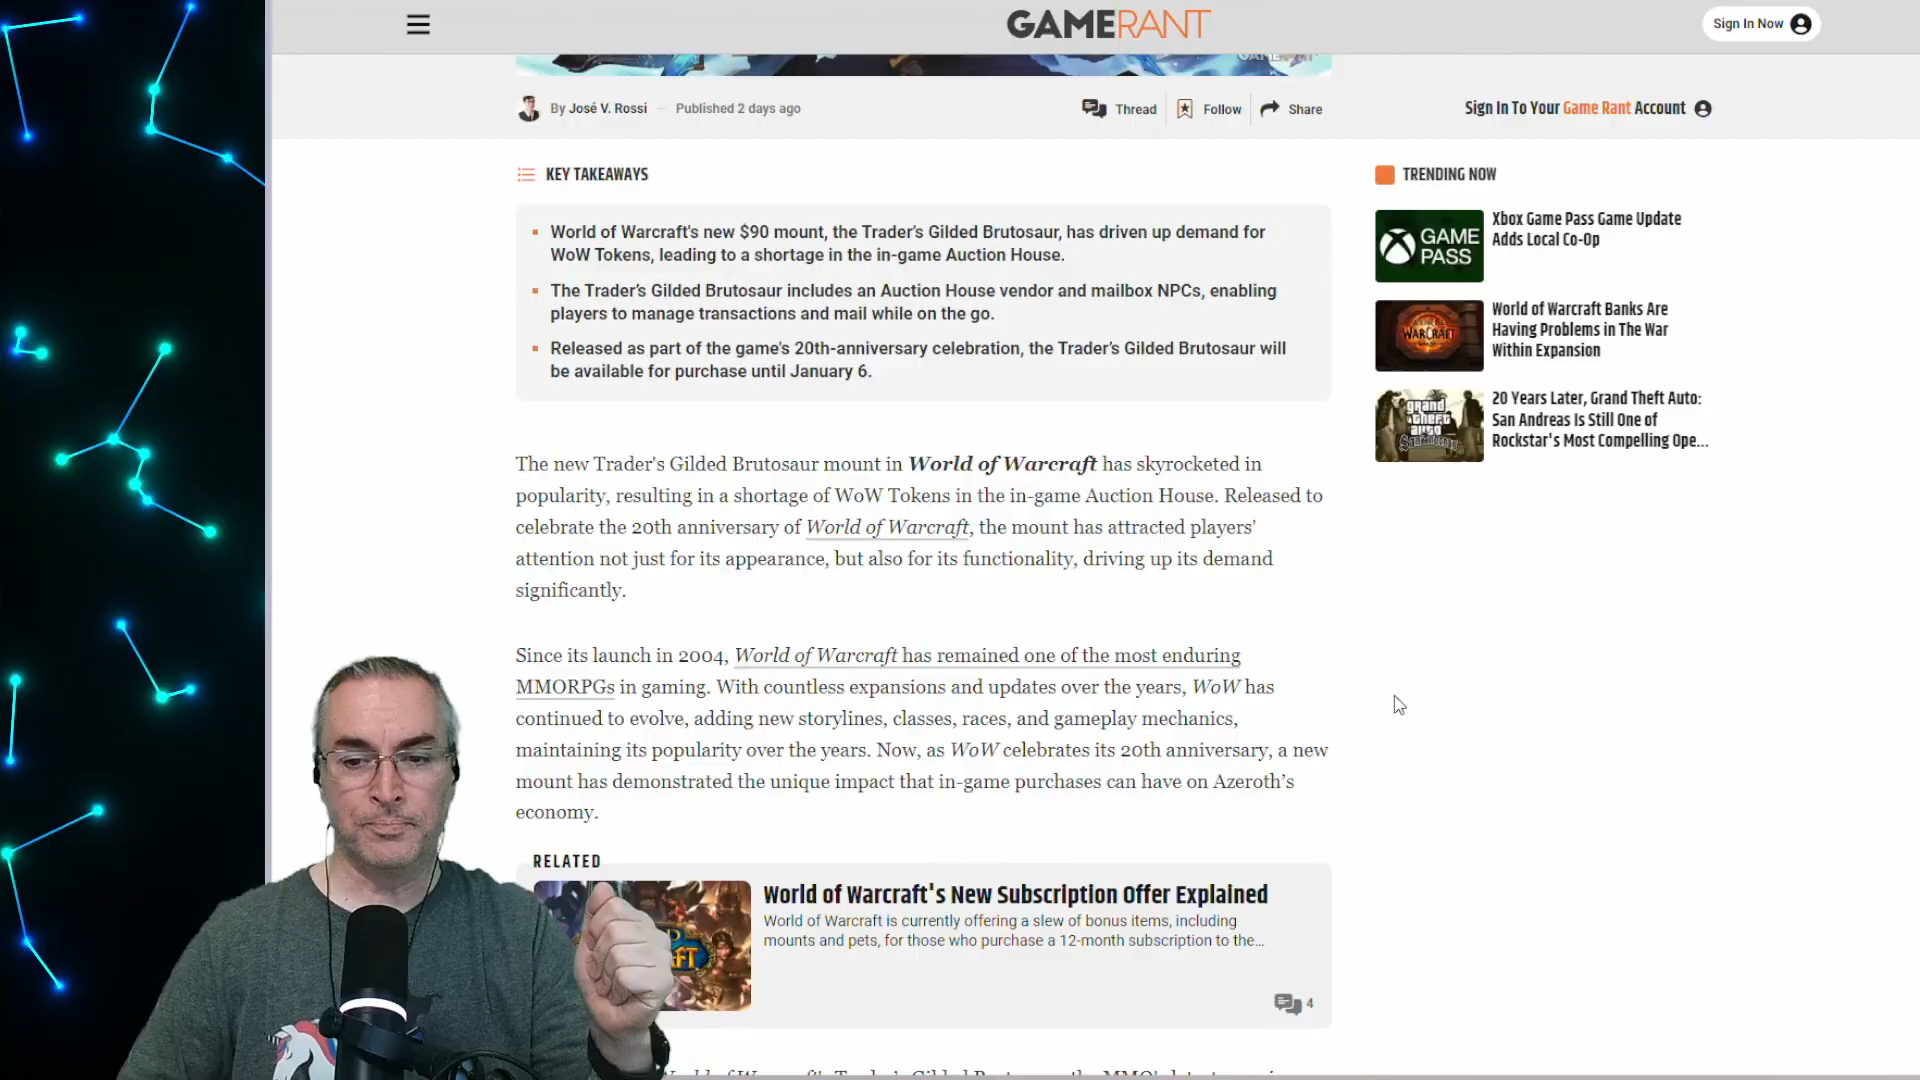 GAMERANT
Sign In Now
By José V. Rossi — Published 2 days ago
Thread
Follow
Share
Sign In To Your Game Rant Account
KEY TAKEAWAYS
World of Warcraft's new $90 mount, the Trader's Gilded Brutosaur, has driven up demand for
WoW Tokens, leading to a shortage in the in-game Auction House.
The Trader's Gilded Brutosaur includes an Auction House vendor and mailbox NPCs, enabling
players to manage transactions and mail while on the go.
Released as part of the game's 20th-anniversary celebration, the Trader's Gilded Brutosaur will
be available for purchase until January 6.
TRENDING NOW
GAME
PASS
Xbox Game Pass Game Update
Adds Local Co-Op
WARCRAFT
World of Warcraft Banks Are
Having Problems in The War
Within Expansion
grand
theft
auto
San Andreas
20 Years Later, Grand Theft Auto:
San Andreas Is Still One of
Rockstar's Most Compelling Ope...
The new Trader's Gilded Brutosaur mount in World of Warcraft has skyrocketed in
popularity, resulting in a shortage of WoW Tokens in the in-game Auction House. Released to
celebrate the 20th anniversary of World of Warcraft, the mount has attracted players'
attention not just for its appearance, but also for its functionality, driving up its demand
significantly.
Since its launch in 2004, World of Warcraft has remained one of the most enduring
MMORPGs in gaming. With countless expansions and updates over the years, WoW has
continued to evolve, adding new storylines, classes, races, and gameplay mechanics,
maintaining its popularity over the years. Now, as WoW celebrates its 20th anniversary, a new
mount has demonstrated the unique impact that in-game purchases can have on Azeroth's
economy.
RELATED
World of Warcraft's New Subscription Offer Explained
World of Warcraft is currently offering a slew of bonus items, including
mounts and pets, for those who purchase a 12-month subscription to the...
4